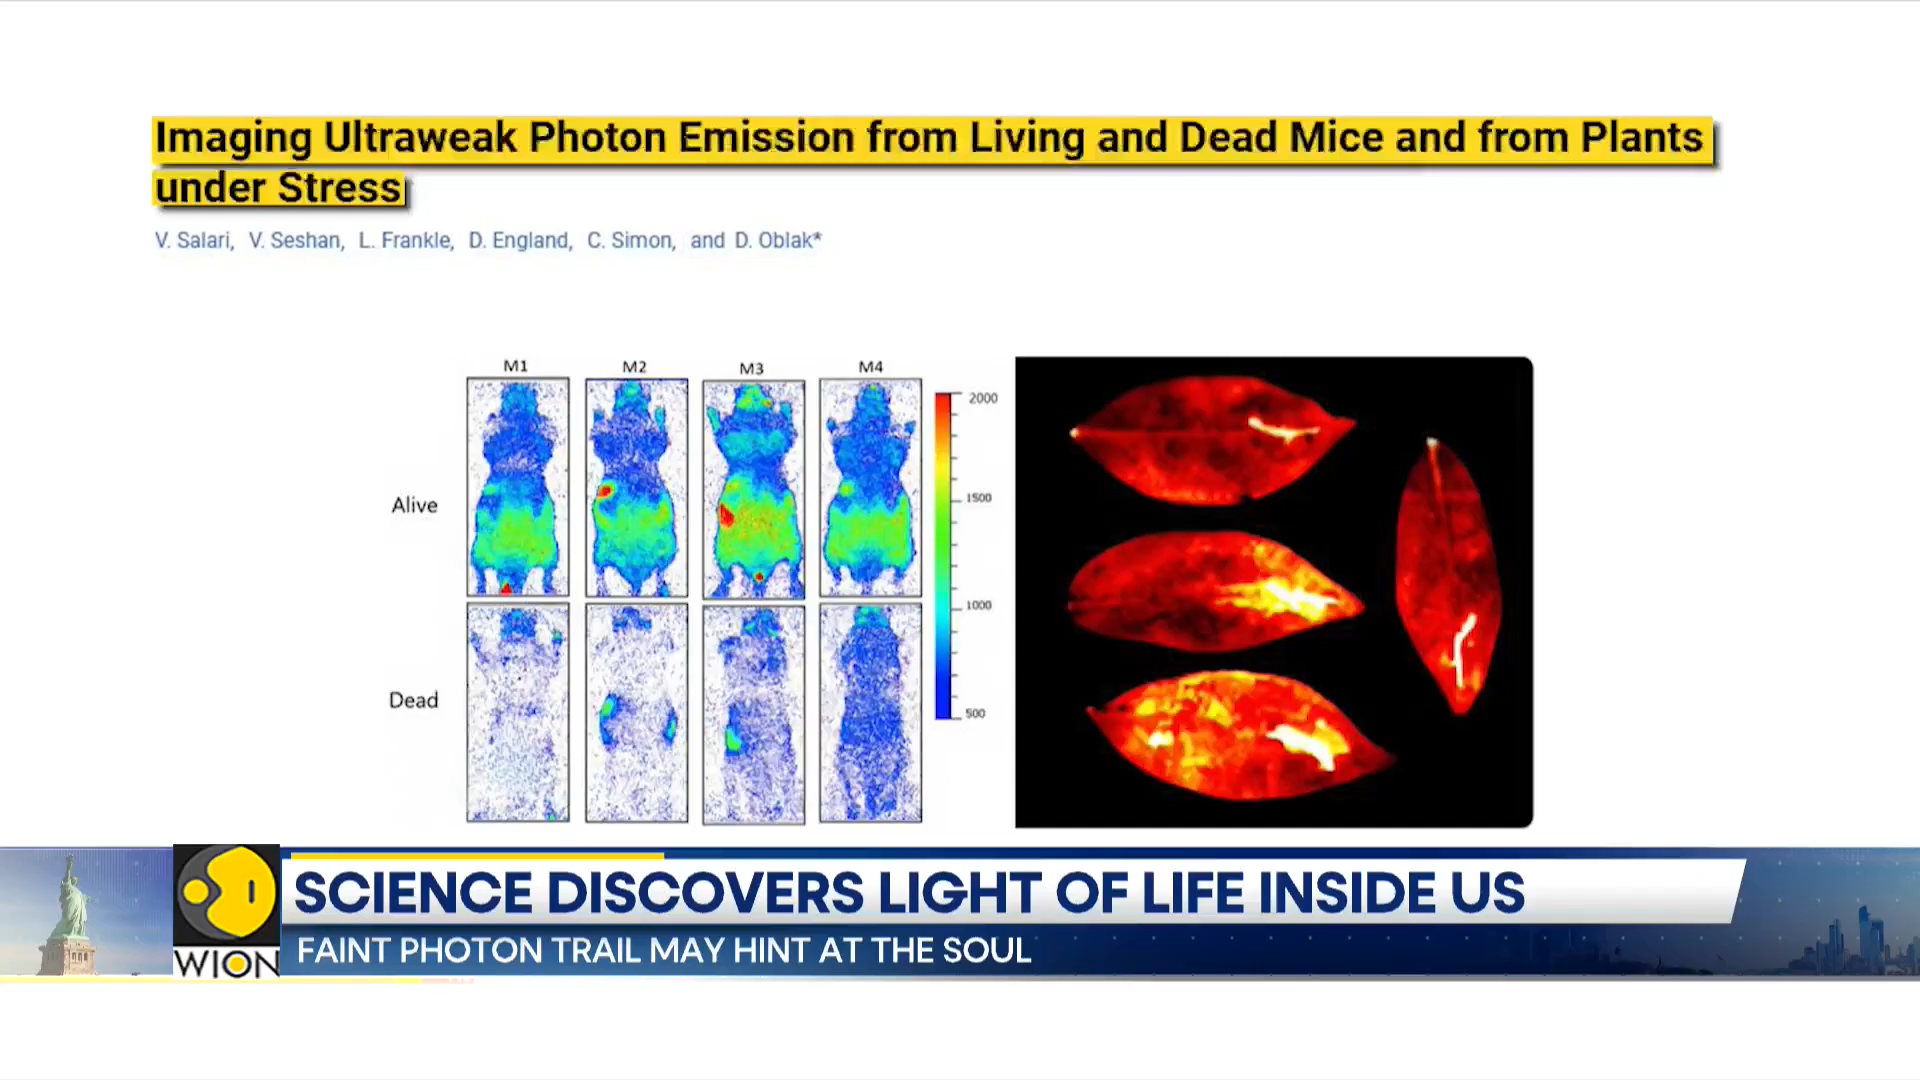 Imaging Ultraweak Photon Emission from Living and Dead Mice and from Plants
under Stress
V. Salari, V. Seshan, L. Frankle, D. England, C. Simon, and D. Oblak*
M1 M2 M3 M4
Alive
Dead
2000
1500
1000
500
SCIENCE DISCOVERS LIGHT OF LIFE INSIDE US
FAINT PHOTON TRAIL MAY HINT AT THE SOUL
WION